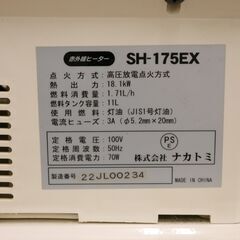 赤外線ヒーター SH-175EX
点火方式：高圧放電点火方式
熱出力：18.1kW
燃料消費量：1.71L/h
燃料タンク容量：11L
使用燃料：灯油（JIS1号灯油）
電流ヒューズ：3A（φ5.2mm×20mm）
定格電圧：100V
定格周波数：50Hz
定格消費電力：70W
PS
E
株式会社ナカトミ
製造番号 22JL00234
MADE IN CHINA